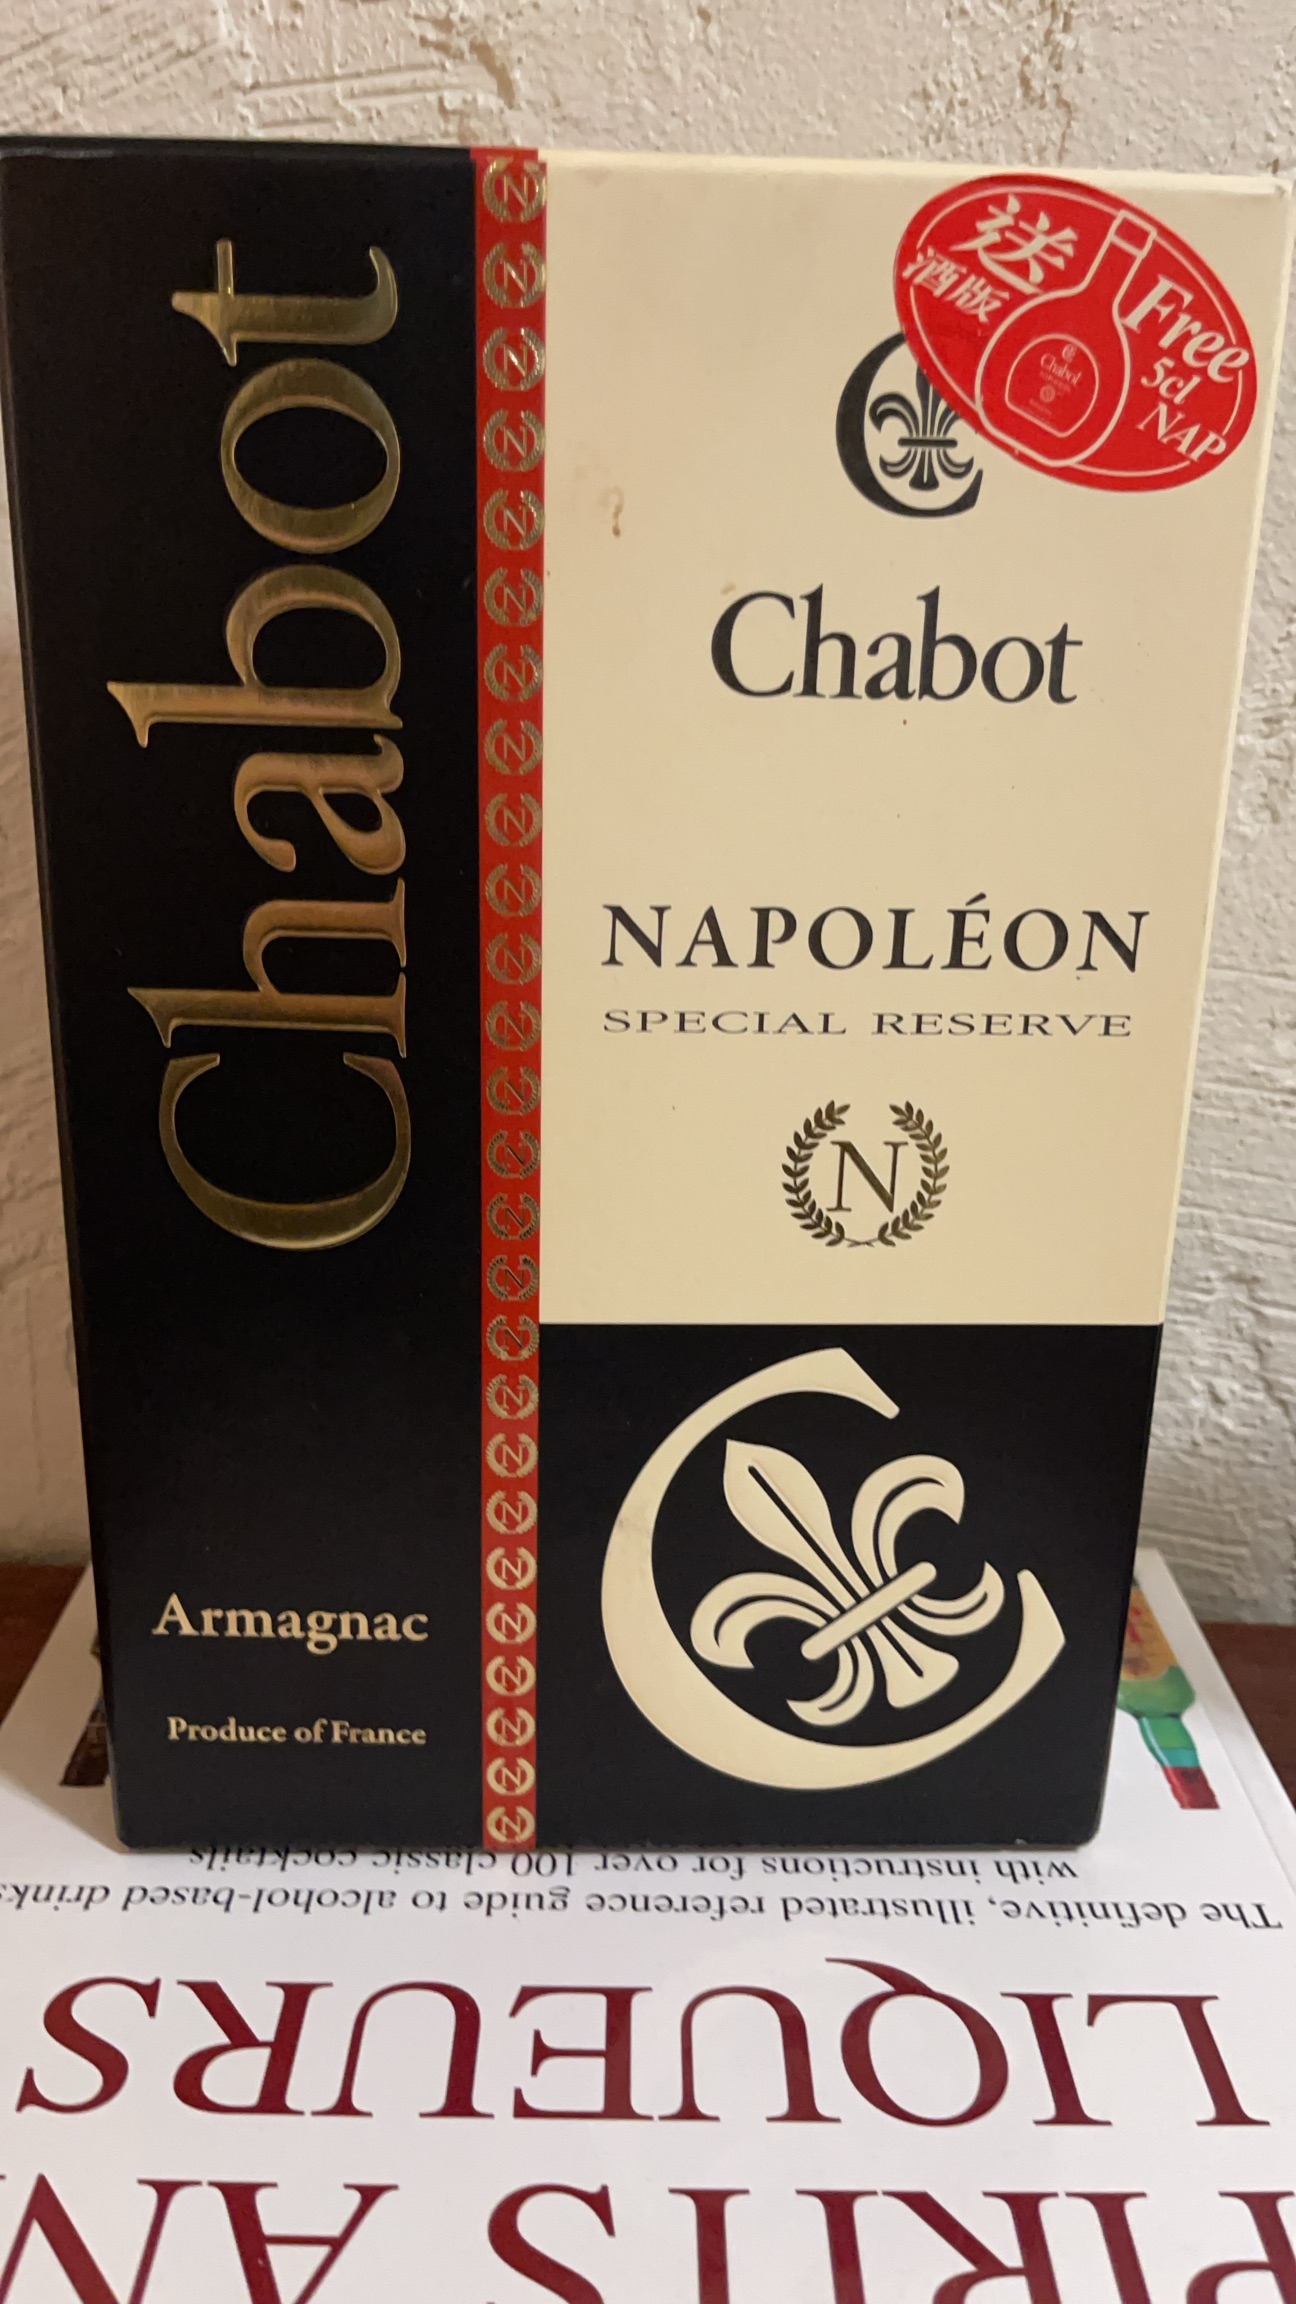 Chabot
Armagnac
Produce of France
送
酒版
Free
5cl
NAP
Chabot
Chabot
NAPOLÉON
SPECIAL RESERVE
N
The definitive, illustrated reference guide to alcohol-based drinks
with instructions for over 100 classic cocktails
LIQUEURS